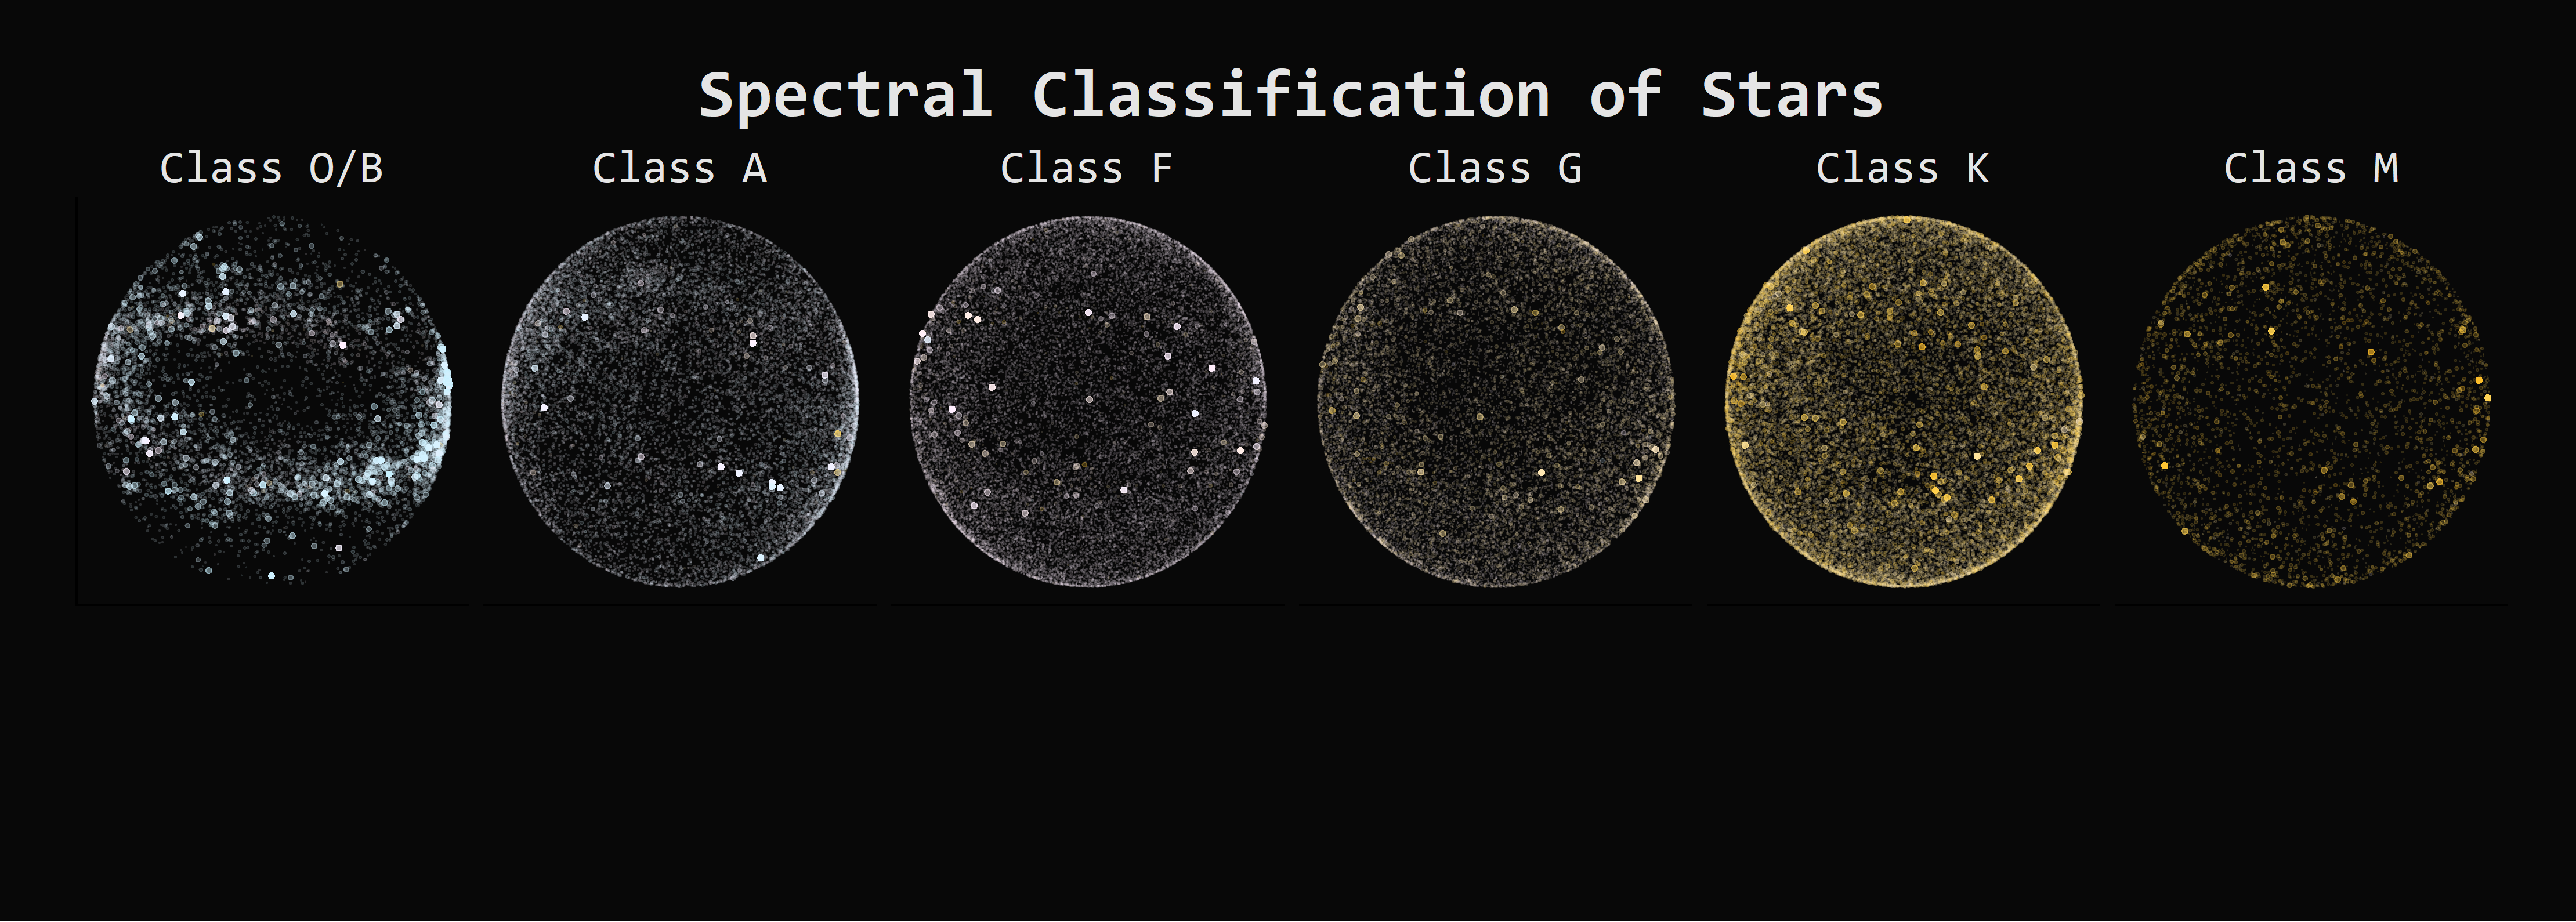 Spectral Classification of Stars
Class O/B
Class A
Class F
Class G
Class K
Class M